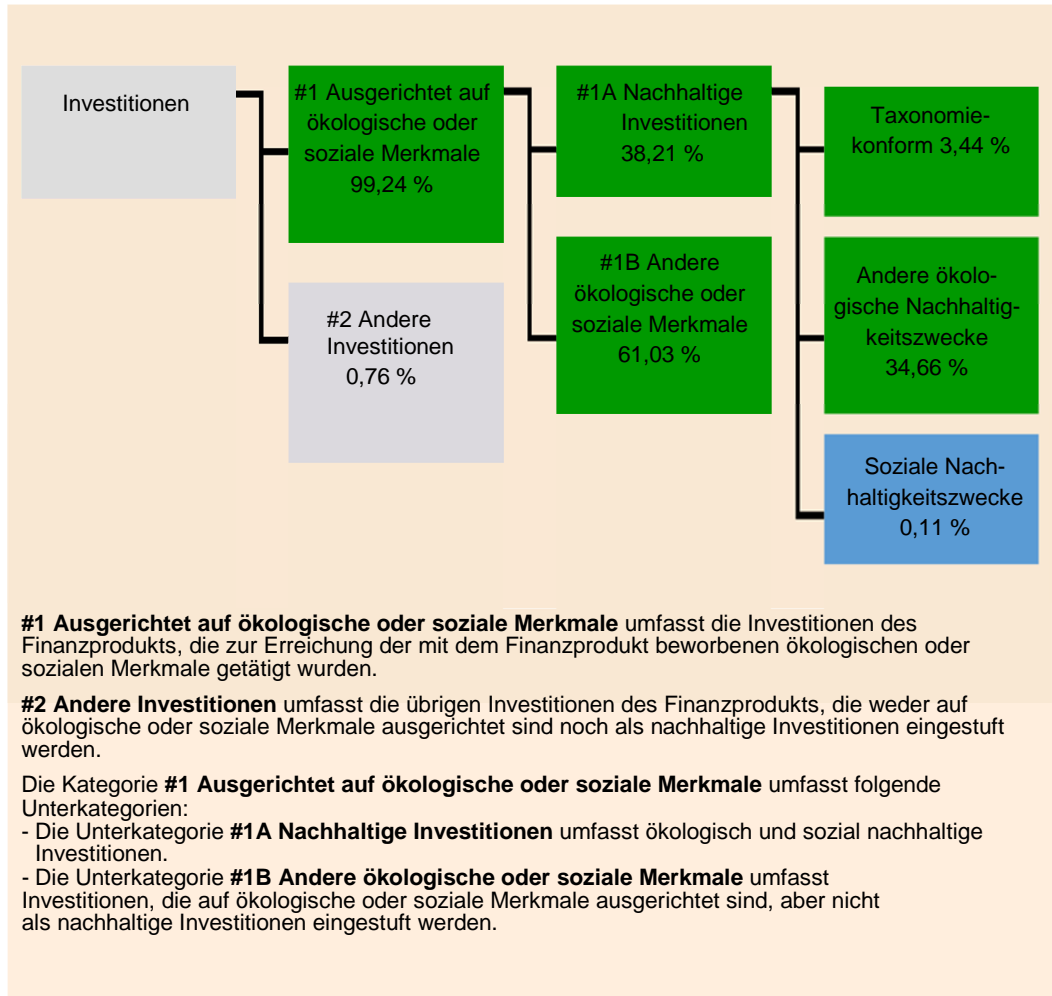 Investitionen
#1 Ausgerichtet auf
ökologische oder
soziale Merkmale
99,24 %
#2 Andere
Investitionen
0,76 %
#1A Nachhaltige
Investitionen
38,21 %
#1B Andere
ökologische oder
soziale Merkmale
61,03 %
Taxonomie-
konform 3,44 %
Andere ökolo-
gische Nachhaltig-
keitszwecke
34,66 %
Soziale Nach-
haltigkeitszwecke
0,11 %
#1 Ausgerichtet auf ökologische oder soziale Merkmale umfasst die Investitionen des
Finanzprodukts, die zur Erreichung der mit dem Finanzprodukt beworbenen ökologischen oder
sozialen Merkmale getätigt wurden.
#2 Andere Investitionen umfasst die übrigen Investitionen des Finanzprodukts, die weder auf
ökologische oder soziale Merkmale ausgerichtet sind noch als nachhaltige Investitionen eingestuft
werden.
Die Kategorie #1 Ausgerichtet auf ökologische oder soziale Merkmale umfasst folgende
Unterkategorien:
- Die Unterkategorie #1A Nachhaltige Investitionen umfasst ökologisch und sozial nachhaltige
Investitionen.
- Die Unterkategorie #1B Andere ökologische oder soziale Merkmale umfasst
Investitionen, die auf ökologische oder soziale Merkmale ausgerichtet sind, aber nicht
als nachhaltige Investitionen eingestuft werden.